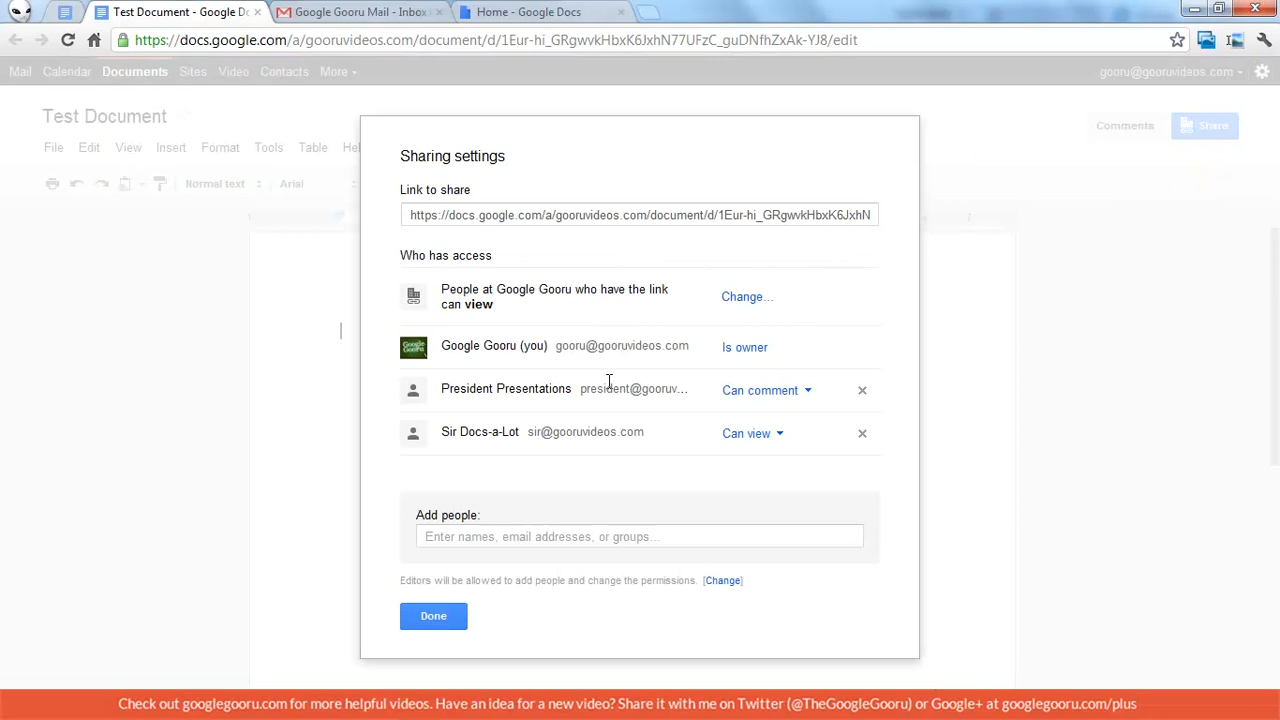 Test Document - Google Do
Google Gooru Mail - Inbox
Home - Google Docs
https://docs.google.com/a/gooruvideos.com/document/d/1Eur-hi_GRgwvkHbxK6JxhN77UFzC_guDNfhZxAk-YJ8/edit
Mail Calendar Documents Sites Video Contacts More
gooru@gooruvideos.com
Test Document
Comments
Share
File Edit View Insert Format Tools Table Hel
Normal text
Arial
Sharing settings
Link to share
https://docs.google.com/a/gooruvideos.com/document/d/1Eur-hi_GRgwvkHbxK6JxhN
Who has access
People at Google Gooru who have the link
can view
Change...
Google Gooru (you) gooru@gooruvideos.com Is owner
President Presentations president@gooruv... Can comment
Sir Docs-a-Lot sir@gooruvideos.com Can view
Add people:
Enter names, email addresses, or groups...
Editors will be allowed to add people and change the permissions. [Change]
Done
Check out googlegooru.com for more helpful videos. Have an idea for a new video? Share it with me on Twitter (@TheGoogleGooru) or Google+ at googlegooru.com/plus